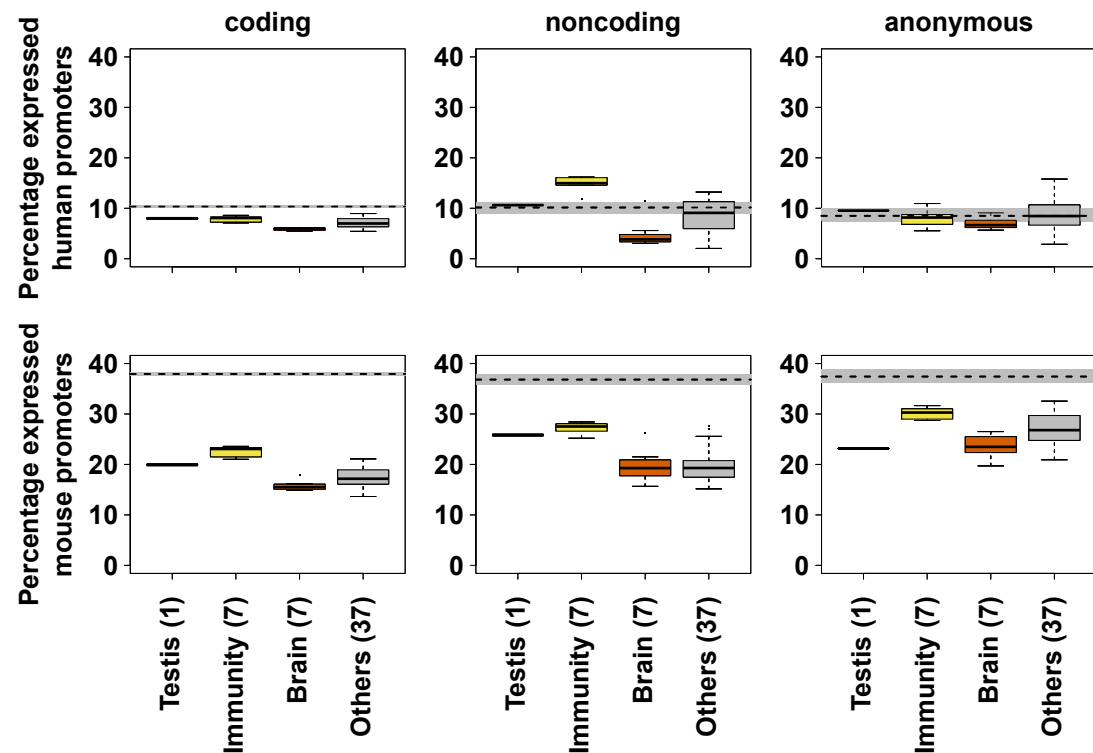 coding
noncoding
anonymous
Percentage expressed
human promoters
40
30
20
10
0
40
30
20
10
0
40
30
20
10
0
Percentage expressed
mouse promoters
40
30
20
10
0
40
30
20
10
0
40
30
20
10
0
Testis (1)
Immunity (7)
Brain (7)
Others (37)
Testis (1)
Immunity (7)
Brain (7)
Others (37)
Testis (1)
Immunity (7)
Brain (7)
Others (37)